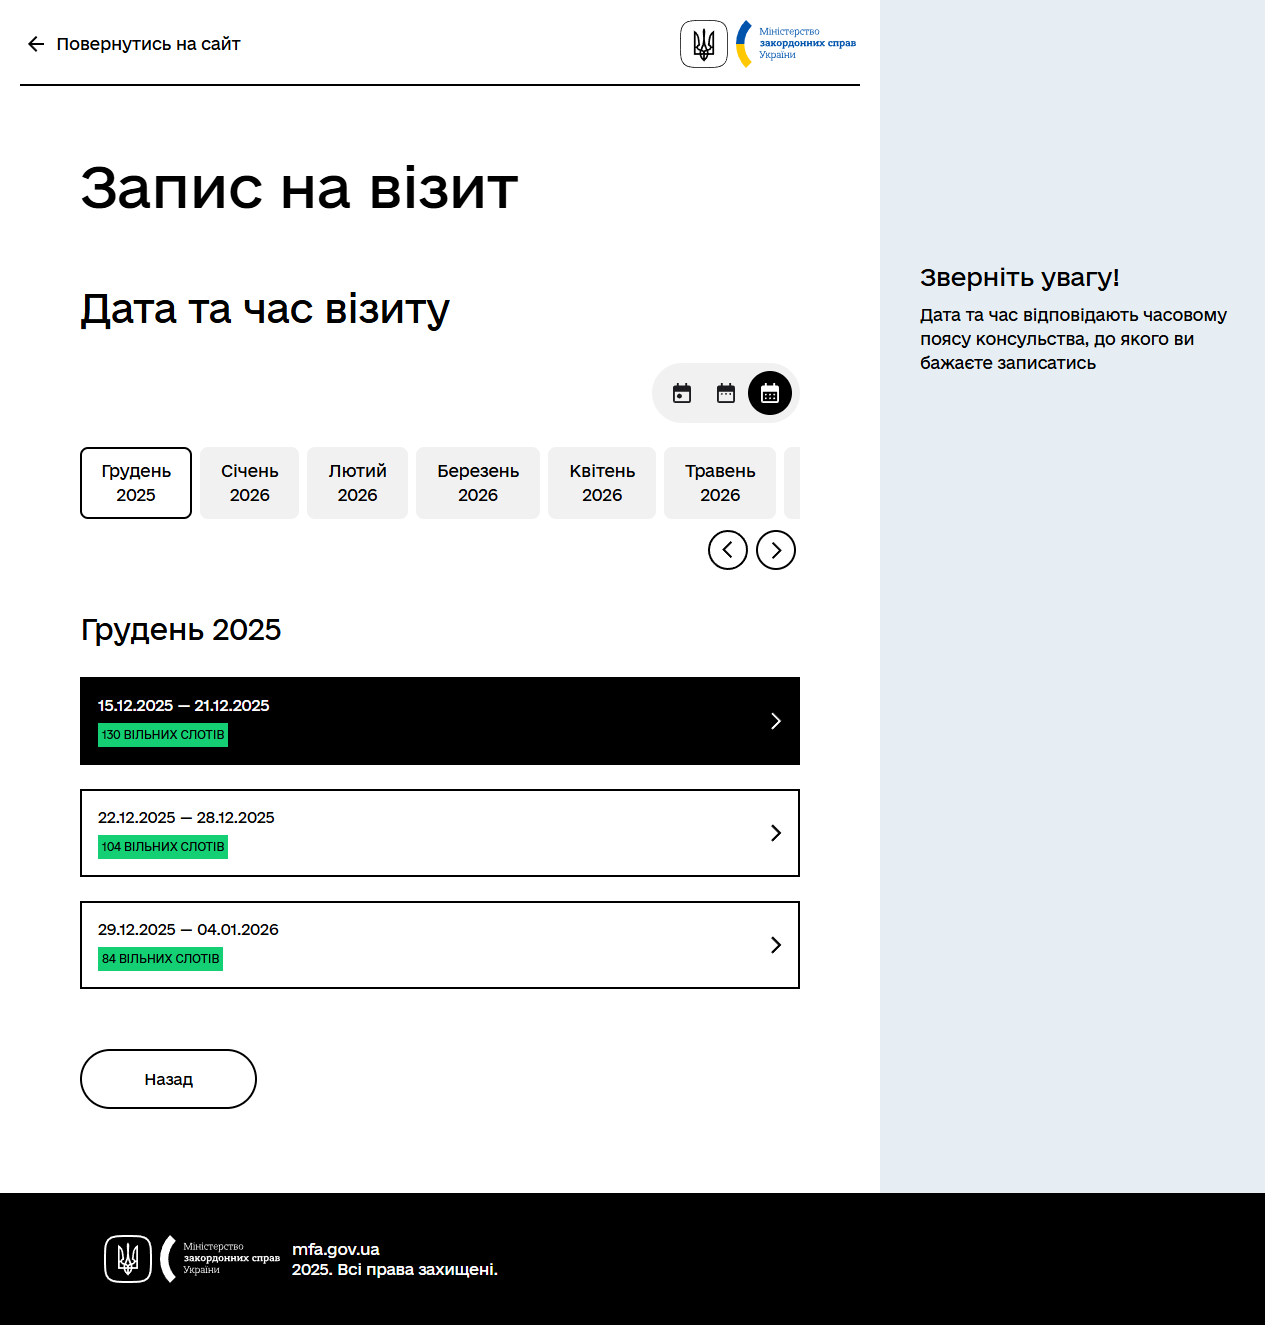 Повернутись на сайт
Міністерство
закордонних справ
України
Запис на візит
Дата та час візиту
Грудень
2025
Січень
2026
Лютий
2026
Березень
2026
Квітень
2026
Травень
2026
Грудень 2025
15.12.2025 — 21.12.2025
130 ВІЛЬНИХ СЛОТІВ
22.12.2025 — 28.12.2025
104 ВІЛЬНИХ СЛОТІВ
29.12.2025 — 04.01.2026
84 ВІЛЬНИХ СЛОТІВ
Назад
Зверніть увагу!
Дата та час відповідають часовому
поясу консульства, до якого ви
бажаєте записатись
Міністерство
закордонних справ
України
mfa.gov.ua
2025. Всі права захищені.